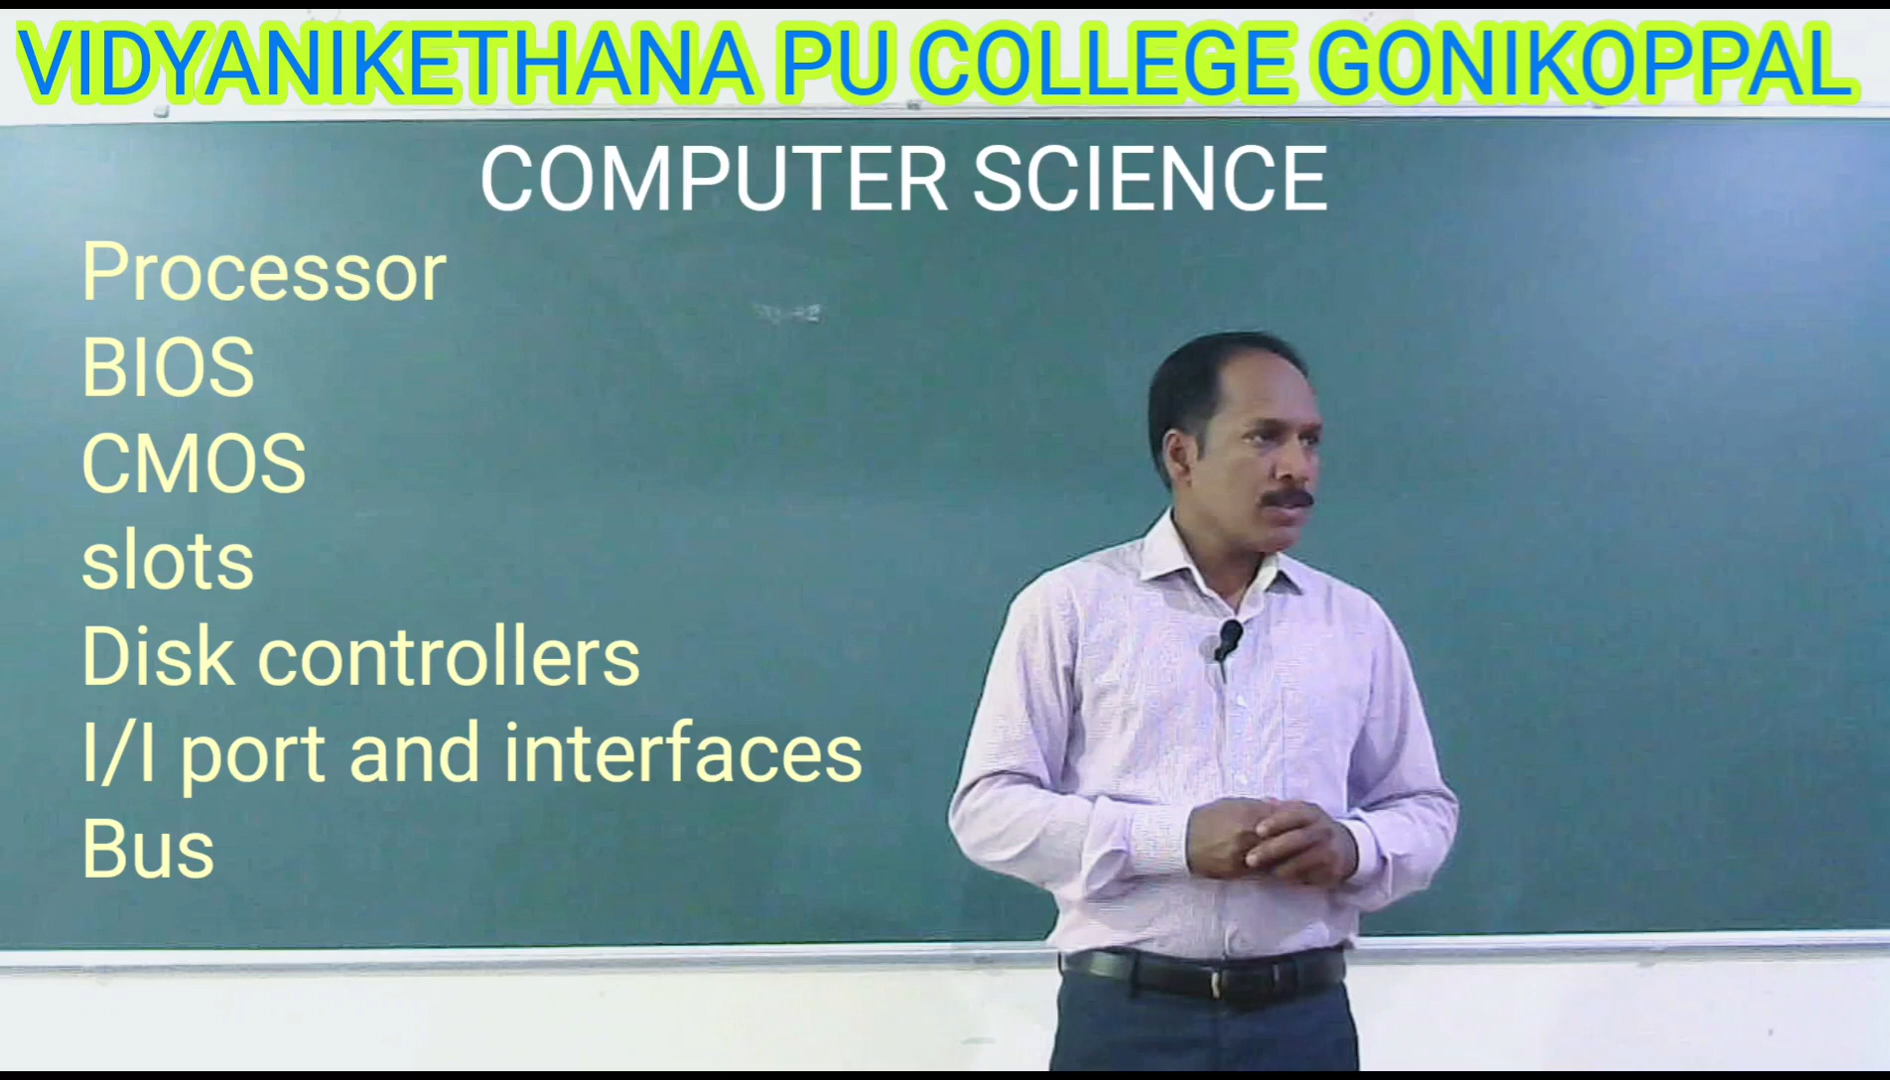 VIDYANIKETHANA PU COLLEGE GONIKOPPAL
COMPUTER SCIENCE
Processor
BIOS
CMOS
slots
Disk controllers
I/I port and interfaces
Bus